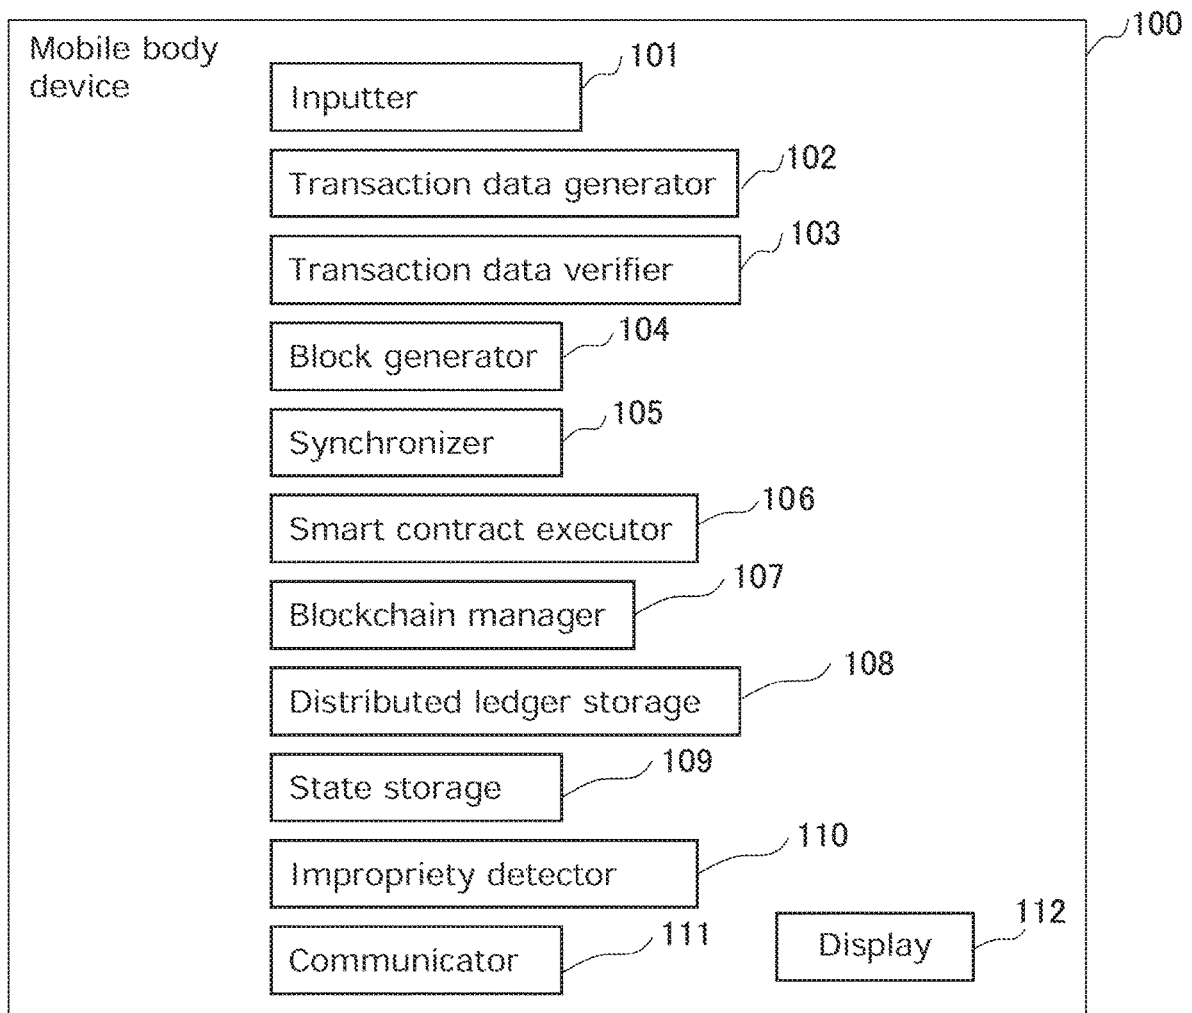 100
Mobile body
device
101
Inputter
102
Transaction data generator
103
Transaction data verifier
104
Block generator
105
Synchronizer
106
Smart contract executor
107
Blockchain manager
108
Distributed ledger storage
109
State storage
110
Impropriety detector
111
Communicator
112
Display